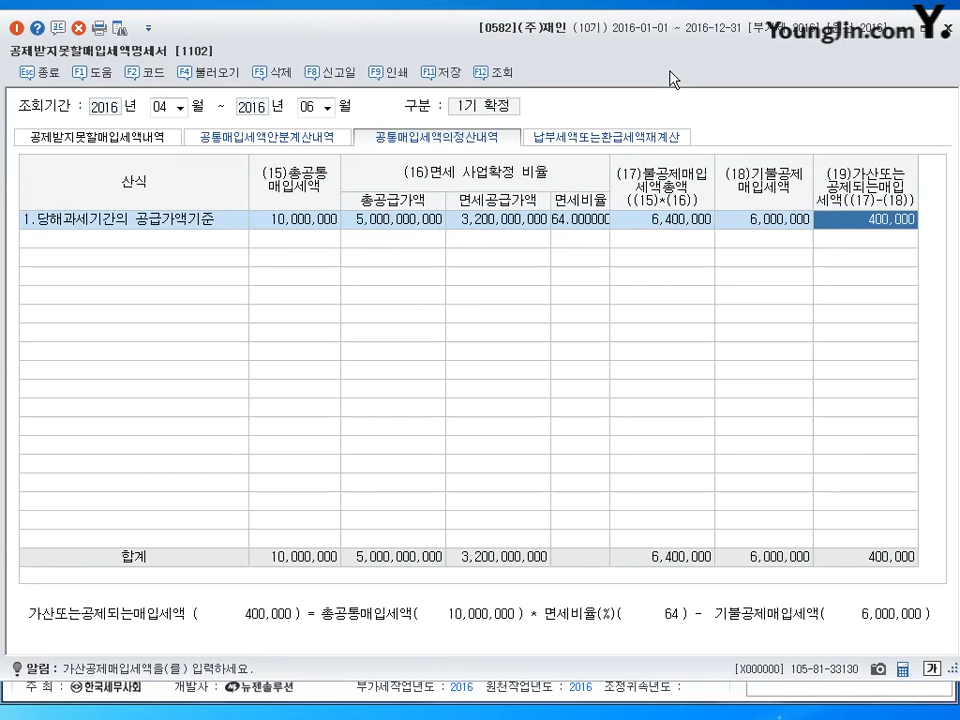 [0582](주)재인 (10기) 2016-01-01 ~ 2016-12-31
YoungJin.com Y.
공제받지못할매입세액명세서 [1102]
Esc 종료 F1 도움 F2 코드 F4 불러오기 F5 삭제 F8 신고일 F9 인쇄 F11 저장 F12 조회
조회기간 : 2016 년 04 월 ~ 2016 년 06 월 구분 : 1기 확정
공제받지못할매입세액내역 공통매입세액안분계산내역 공통매입세액의정산내역 납부세액또는환급세액재계산
산식 (15)총공통매입세액 (16)면세 사업확정 비율 (17)불공제매입세액총액((15)*(16)) (18)기불공제매입세액 (19)가산또는공제되는매입세액((17)-(18))
총공급가액 면세공급가액 면세비율
1.당해과세기간의 공급가액기준 10,000,000 5,000,000,000 3,200,000,000 64.000000 6,400,000 6,000,000 400,000
합계 10,000,000 5,000,000,000 3,200,000,000 6,400,000 6,000,000 400,000
가산또는공제되는매입세액 ( 400,000 ) = 총공통매입세액( 10,000,000 ) * 면세비율(%)( 64 ) - 기불공제매입세액( 6,000,000 )
알림 : 가산공제매입세액을(를) 입력하세요. [X000000] 105-81-33130 가
주 최 : 한국세무사회 개발사 : 뉴젠솔루션 부가세작업년도 : 2016 원천작업년도 : 2016 조정귀속년도 :